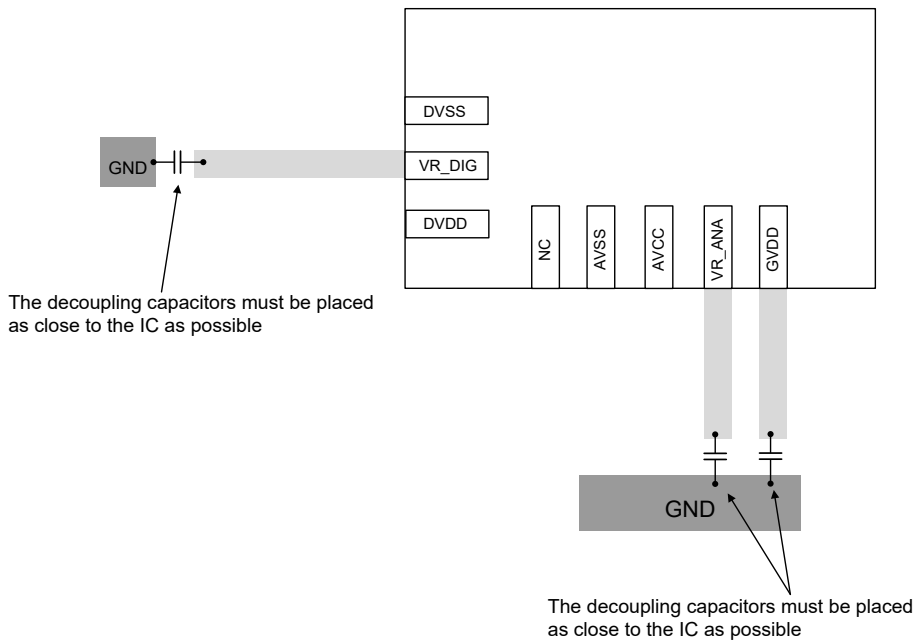 DVSS
GND
VR_DIG
DVDD
NC
AVSS
AVCC
VR_ANA
GVDD
The decoupling capacitors must be placed
as close to the IC as possible
GND
The decoupling capacitors must be placed
as close to the IC as possible